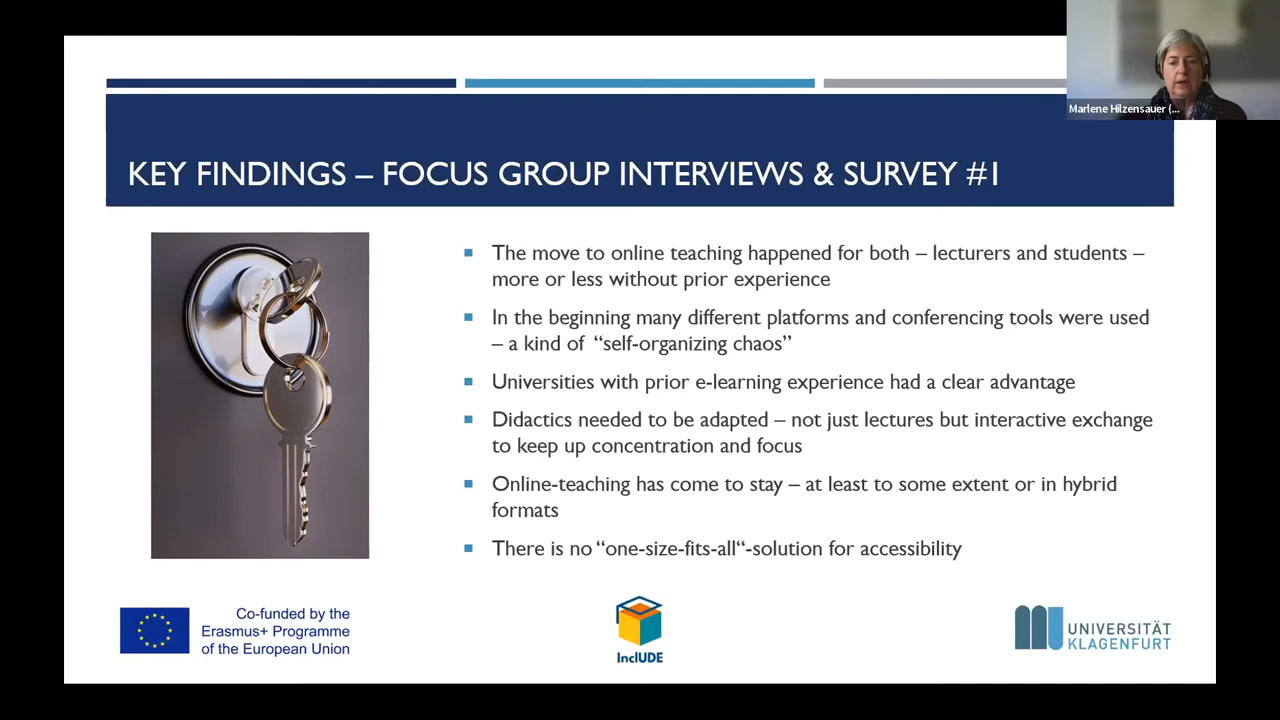 Marlene Hilzensauer (...
KEY FINDINGS – FOCUS GROUP INTERVIEWS & SURVEY #1
The move to online teaching happened for both – lecturers and students –
more or less without prior experience
In the beginning many different platforms and conferencing tools were used
– a kind of “self-organizing chaos”
Universities with prior e-learning experience had a clear advantage
Didactics needed to be adapted – not just lectures but interactive exchange
to keep up concentration and focus
Online-teaching has come to stay – at least to some extent or in hybrid
formats
There is no “one-size-fits-all“-solution for accessibility
Co-funded by the
Erasmus+ Programme
of the European Union
InclUDE
UNIVERSITÄT
KLAGENFURT